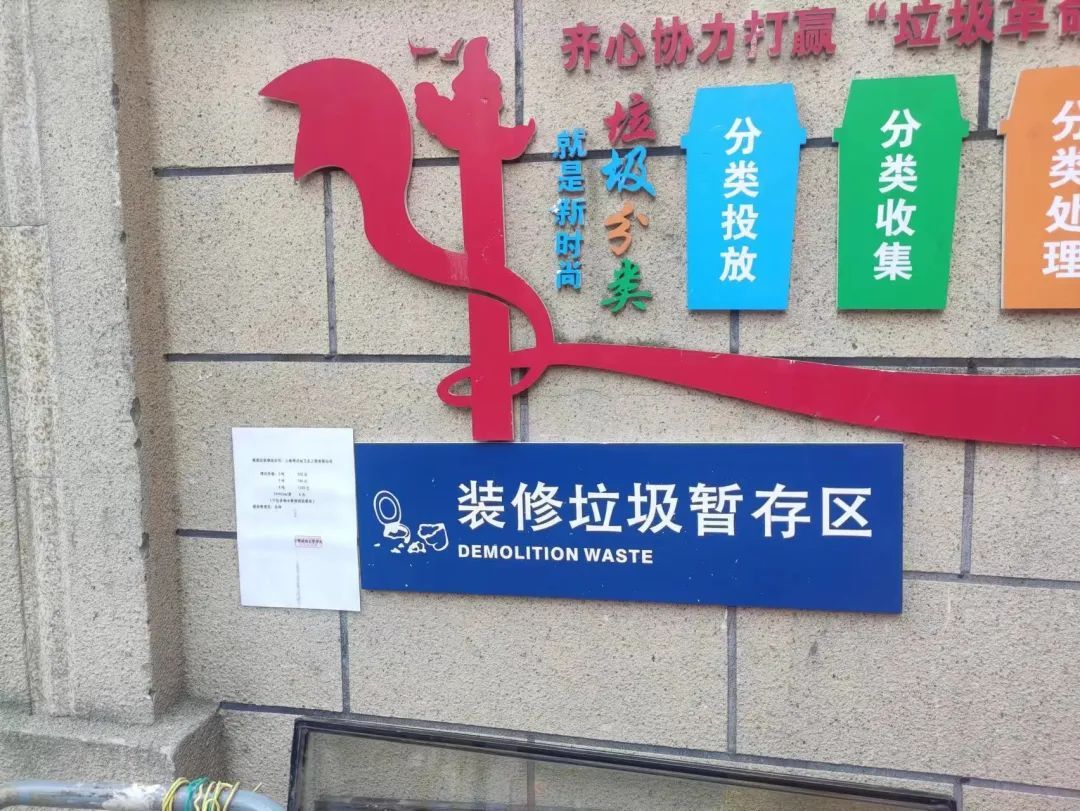 齐心协力打赢“垃圾革命
垃圾分类
就是新时尚
分类投放
分类收集
分类处理
装修垃圾暂存区
DEMOLITION WASTE